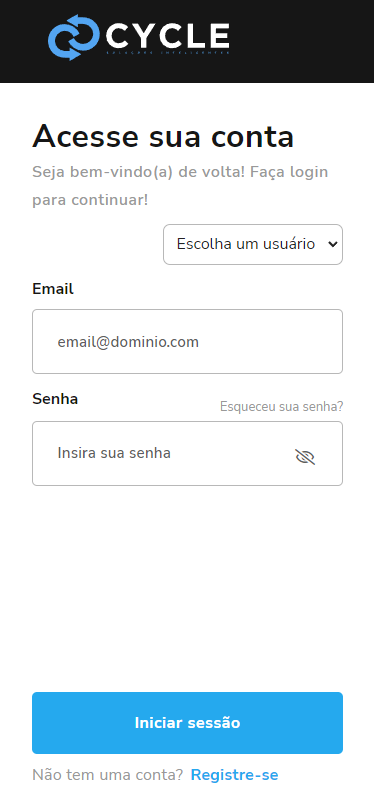 CYCLE
Acesse sua conta
Seja bem-vindo(a) de volta! Faça login
para continuar!
Escolha um usuário
Email
email@dominio.com
Senha
Esqueceu sua senha?
Insira sua senha
Iniciar sessão
Não tem uma conta? Registre-se